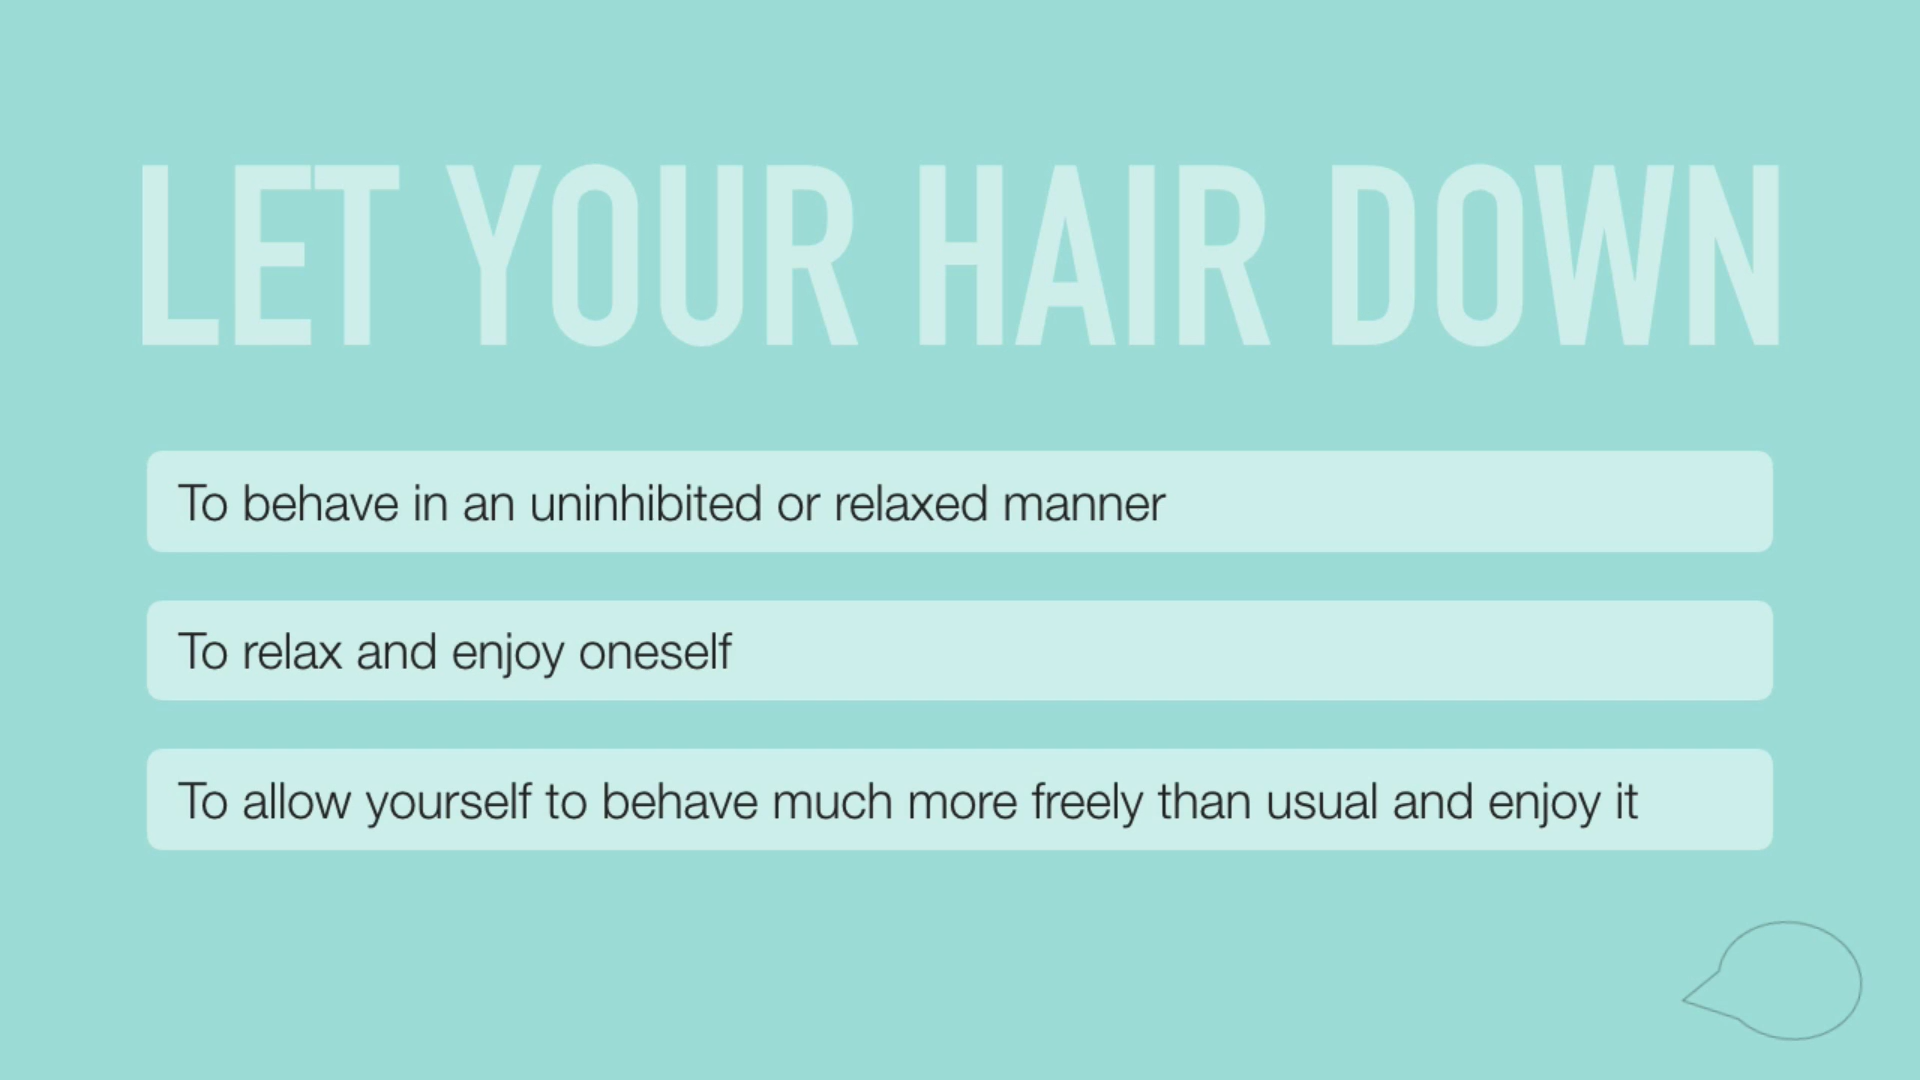 LET YOUR HAIR DOWN
To behave in an uninhibited or relaxed manner
To relax and enjoy oneself
To allow yourself to behave much more freely than usual and enjoy it